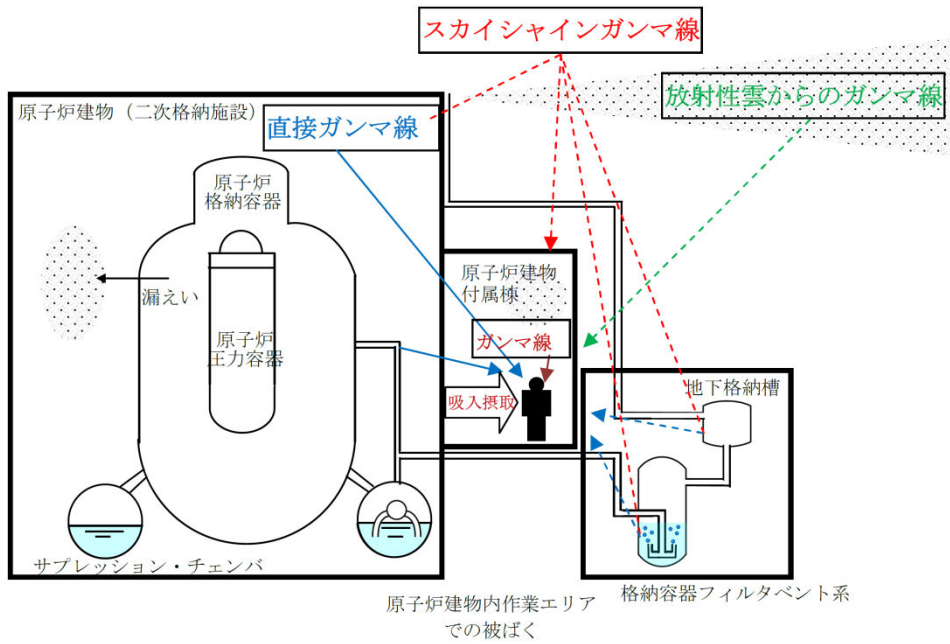 スカイシャインガンマ線
原子炉建物（二次格納施設）
直接ガンマ線
放射性雲からのガンマ線
原子炉
格納容器
原子炉建物
付属棟
漏えい
原子炉
圧力容器
ガンマ線
吸入摂取
地下格納槽
サプレッション・チェンバ
格納容器フィルタベント系
原子炉建物内作業エリア
での被ばく